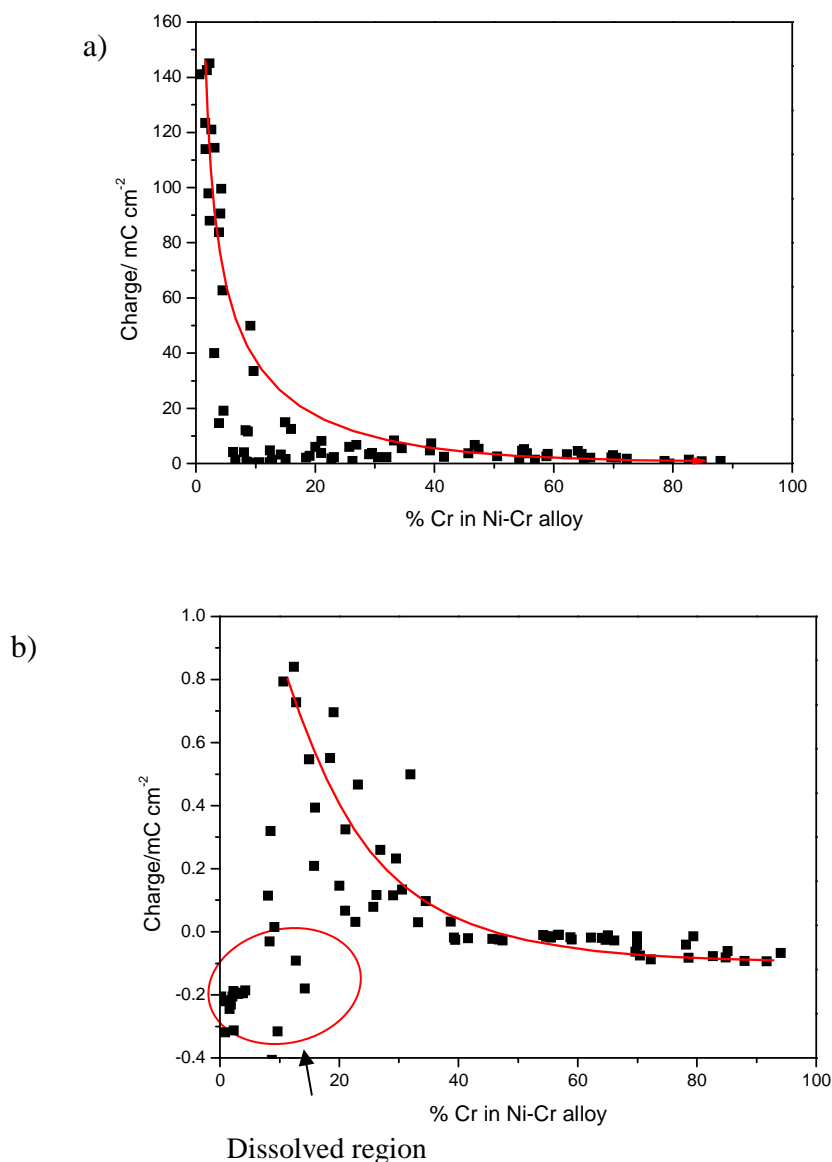 a)
160
140
120
100
80
60
40
20
0
Charge/ mC cm-2
0 20 40 60 80 100
% Cr in Ni-Cr alloy
b)
1.0
0.8
0.6
0.4
0.2
0.0
-0.2
-0.4
Charge/mC cm-2
0 20 40 60 80 100
% Cr in Ni-Cr alloy
Dissolved region